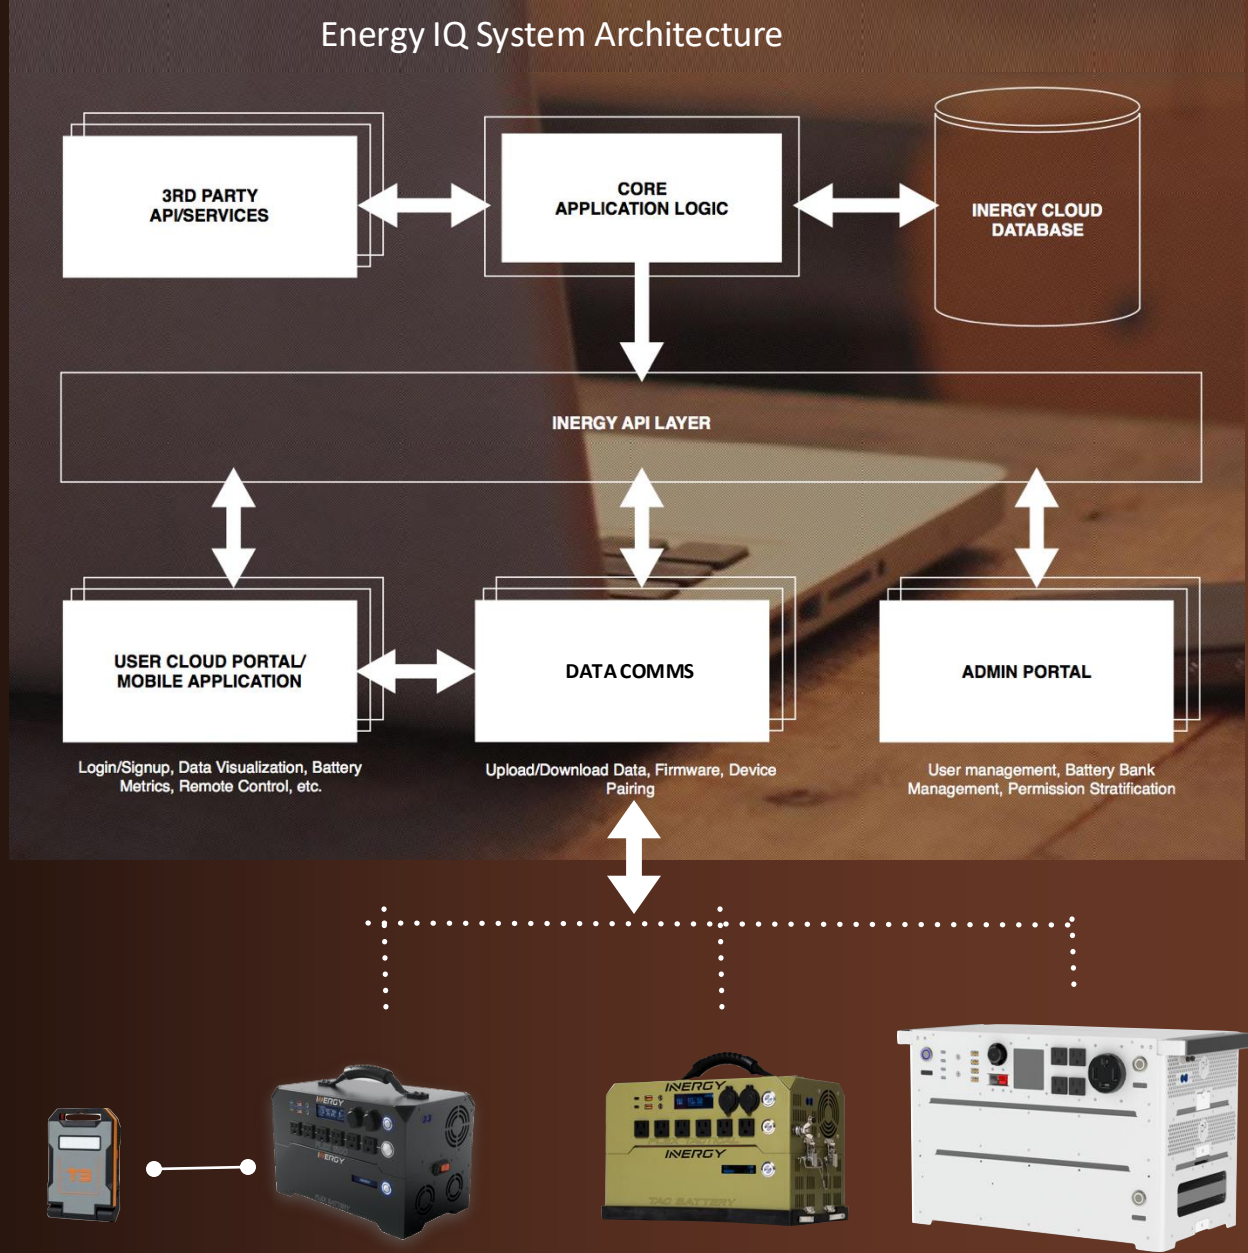 Energy IQ System Architecture
3RD PARTY
API/SERVICES
CORE
APPLICATION LOGIC
INERGY CLOUD
DATABASE
INERGY API LAYER
USER CLOUD PORTAL/
MOBILE APPLICATION
DATA COMMS
ADMIN PORTAL
Login/Signup, Data Visualization, Battery
Metrics, Remote Control, etc.
Upload/Download Data, Firmware, Device
Pairing
User management, Battery Bank
Management, Permission Stratification
INERGY
INERGY
INERGY
INERGY
TAC BATTERY